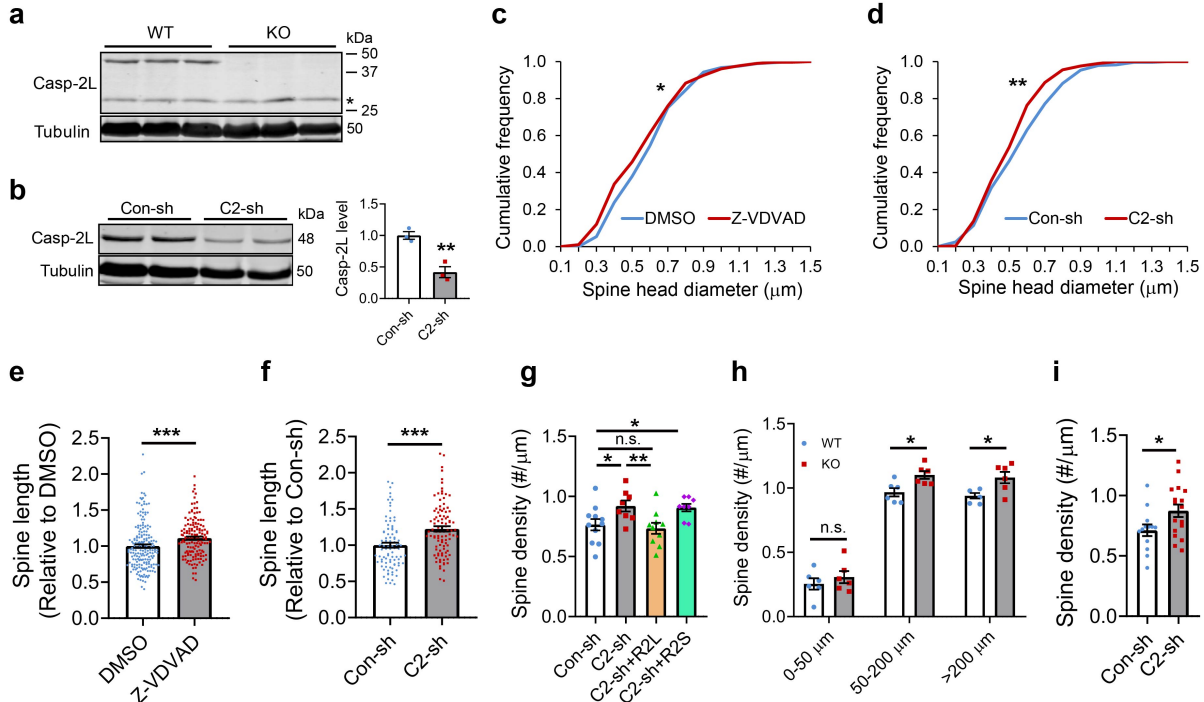 a
WT KO kDa
Casp-2L
50
37
*
25
Tubulin 50
b
Con-sh C2-sh kDa
Casp-2L 48
Tubulin 50
Casp-2L level
1.5
1.0
0.5
0.0
**
Con-sh C2-sh
c
Cumulative frequency
1.0
0.8
0.6
0.4
0.2
0.0
*
DMSO Z-VDVAD
0.1 0.3 0.5 0.7 0.9 1.1 1.3 1.5
Spine head diameter (μm)
d
Cumulative frequency
1.0
0.8
0.6
0.4
0.2
0.0
**
Con-sh C2-sh
0.1 0.3 0.5 0.7 0.9 1.1 1.3 1.5
Spine head diameter (μm)
e
Spine length
(Relative to DMSO)
2.5
2.0
1.5
1.0
0.5
0.0
***
DMSO Z-VDVAD
f
Spine length
(Relative to Con-sh)
2.5
2.0
1.5
1.0
0.5
0.0
***
Con-sh C2-sh
g
Spine density (#/μm)
1.5
1.0
0.5
0.0
*
n.s.
* **
Con-sh C2-sh C2-sh+R2L C2-sh+R2S
h
Spine density (#/μm)
1.5
1.0
0.5
0.0
WT
KO
n.s. * *
0-50 μm 50-200 μm >200 μm
i
Spine density (#/μm)
1.5
1.0
0.5
0.0
*
Con-sh C2-sh